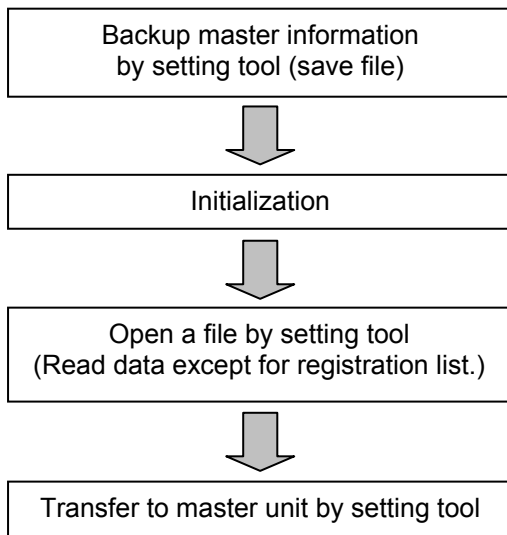 Backup master information
by setting tool (save file)
Initialization
Open a file by setting tool
(Read data except for registration list.)
Transfer to master unit by setting tool